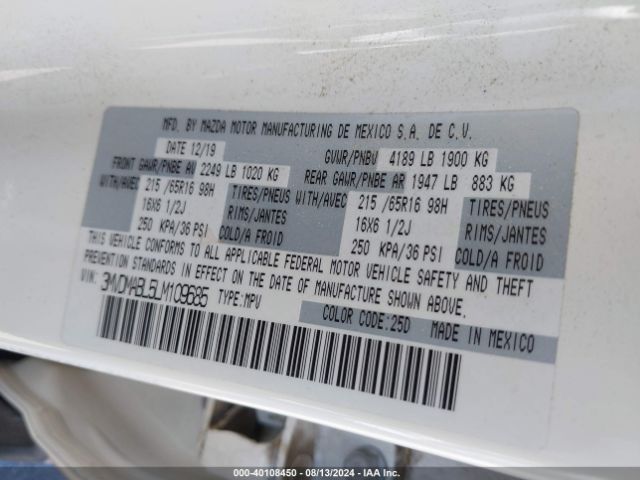 MFD. BY MAZDA MOTOR MANUFACTURING DE MEXICO S.A. DE C.V.
DATE 12/19 GVWR/PNBV 4189 LB 1900 KG
FRONT GAWR/PNBE AV 2249 LB 1020 KG REAR GAWR/PNBE AR 1947 LB 883 KG
WITH/AVEC 215 /65R16 98H TIRES/PNEUS WITH/AVEC 215 /65R16 98H TIRES/PNEUS
16X6 1/2J RIMS/JANTES 16X6 1/2J RIMS/JANTES
250 KPA/36 PSI COLD/A FROID 250 KPA/36 PSI COLD/A FROID
THIS VEHICLE CONFORMS TO ALL APPLICABLE FEDERAL MOTOR VEHICLE SAFETY AND THEFT
PREVENTION STANDARDS IN EFFECT ON THE DATE OF MANUFACTURE SHOWN ABOVE.
VIN: 3MVDMABL5LM109685 TYPE:MPV
COLOR CODE:25D MADE IN MEXICO
000-40108450 - 08/13/2024 - IAA Inc.